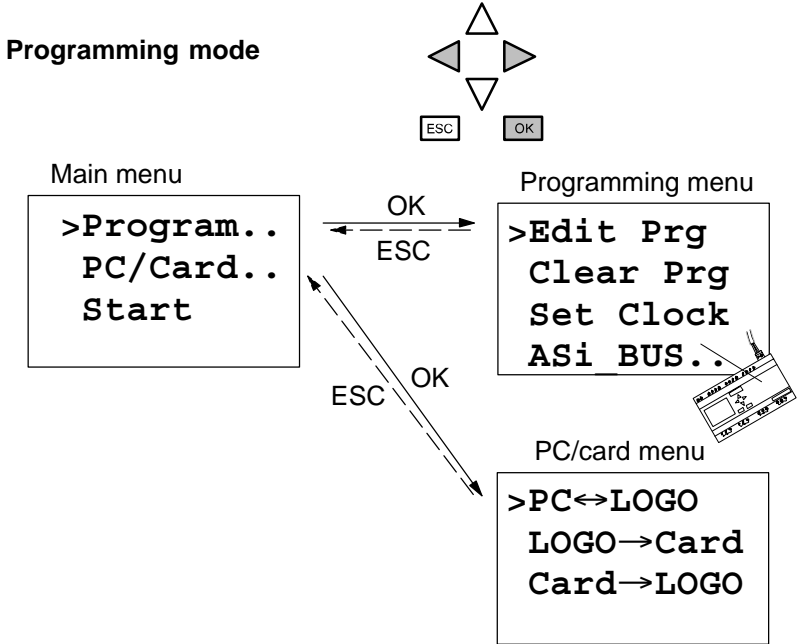 Programming mode
ESC
OK
Main menu
>Program..
PC/Card..
Start
OK
ESC
Programming menu
>Edit Prg
Clear Prg
Set Clock
ASi_BUS..
ESC
OK
PC/card menu
>PC↔LOGO
LOGO→Card
Card→LOGO